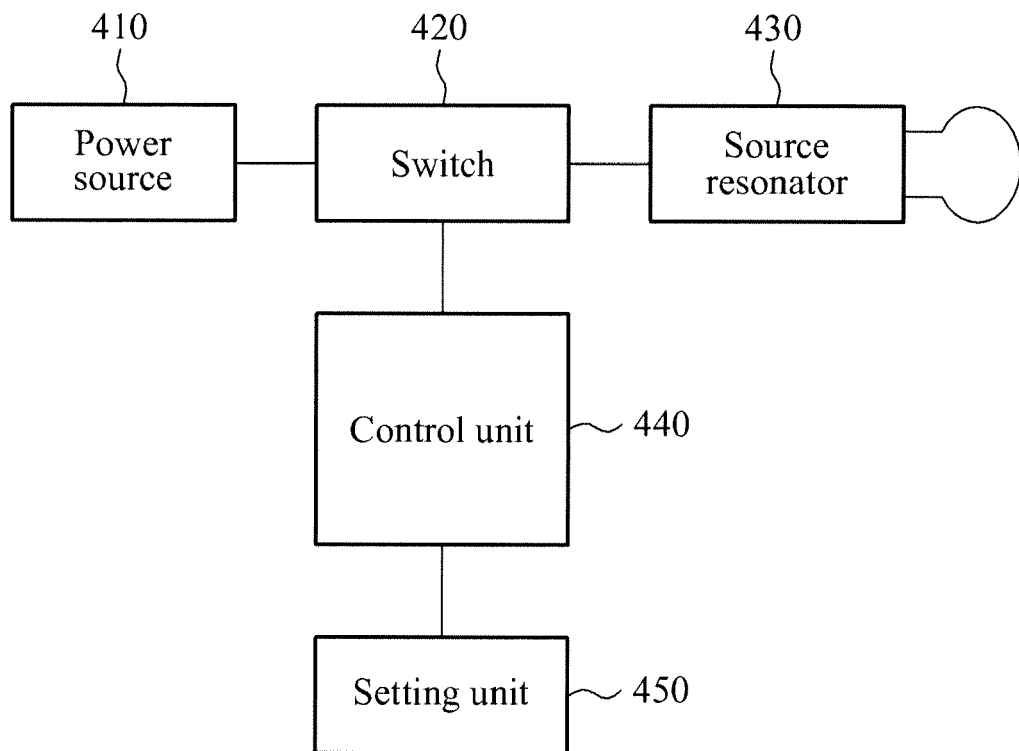 410
420
430
Power
source
Switch
Source
resonator
Control unit
440
Setting unit
450